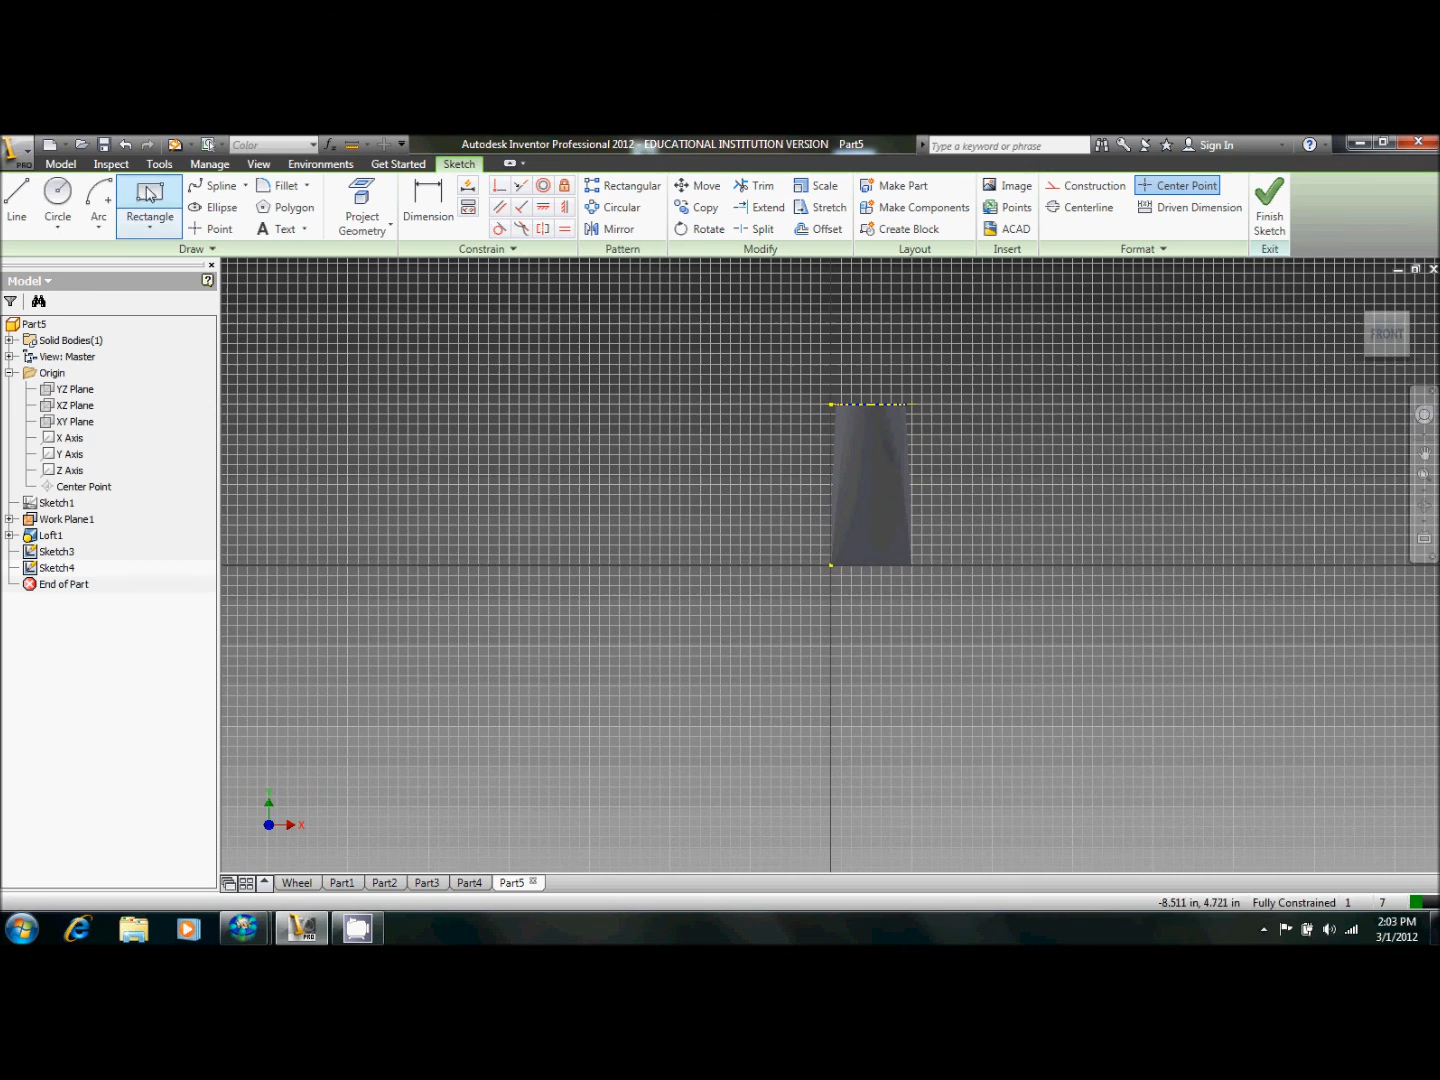 Color
Autodesk Inventor Professional 2012 - EDUCATIONAL INSTITUTION VERSION Part5
Type a keyword or phrase
Sign In
PRO
Model Inspect Tools Manage View Environments Get Started Sketch
Line
Circle
Arc
Rectangle
Spline
Ellipse
Point
Fillet
Polygon
Text
Project
Geometry
Dimension
Rectangular
Circular
Mirror
Move
Copy
Rotate
Trim
Extend
Split
Scale
Stretch
Offset
Make Part
Make Components
Create Block
Image
Points
ACAD
Construction
Centerline
Center Point
Driven Dimension
Finish
Sketch
Draw Constrain Pattern Modify Layout Insert Format Exit
Model
Part5
Solid Bodies(1)
View: Master
Origin
YZ Plane
XZ Plane
XY Plane
X Axis
Y Axis
Z Axis
Center Point
Sketch1
Work Plane1
Loft1
Sketch3
Sketch4
End of Part
FRONT
Y
X
Wheel Part1 Part2 Part3 Part4 Part5
-8.511 in, 4.721 in Fully Constrained 1 7
PRO
2:03 PM
3/1/2012